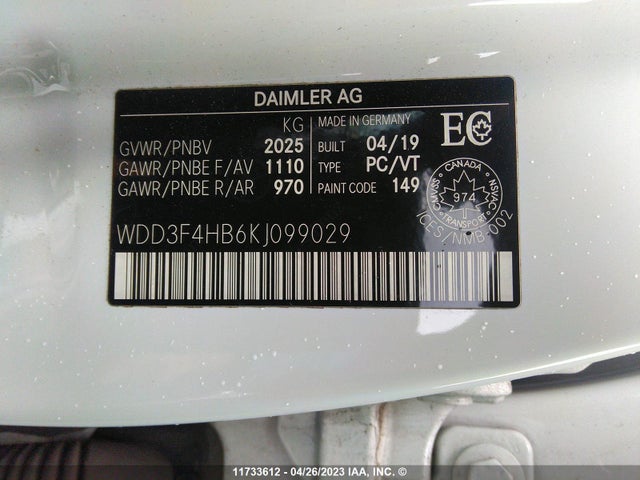 DAIMLER AG
KG
MADE IN GERMANY
GVWR/PNBV 2025
BUILT 04/19
GAWR/PNBE F/AV 1110
TYPE PC/VT
GAWR/PNBE R/AR 970
PAINT CODE 149
EC
CANADA
974
SVMASC
NSVAC
ICES/NMB-002
WDD3F4HB6KJ099029
11733612 - 04/26/2023 IAA, INC. ©